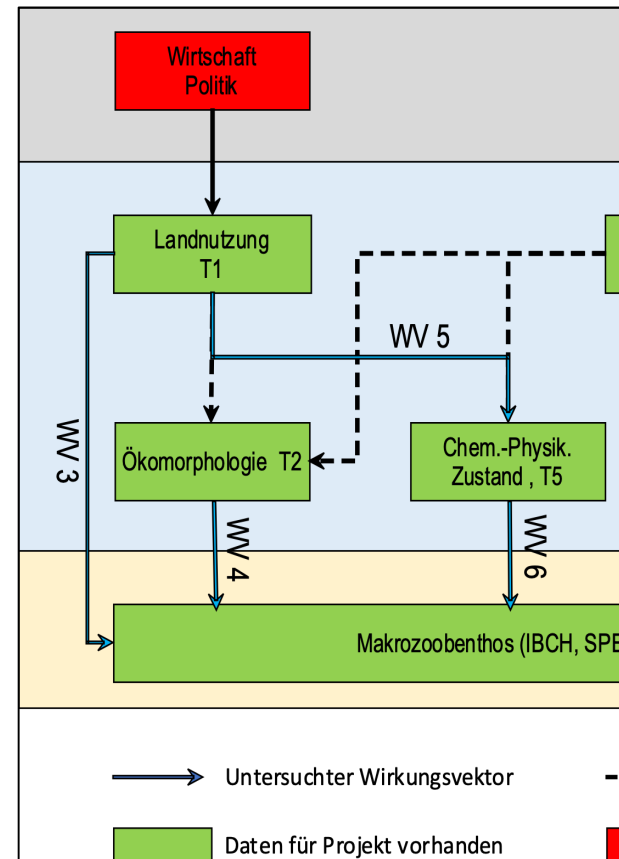 Wirtschaft
Politik
Landnutzung
T1
WV 5
WV 3
Ökomorphologie T2
Chem.-Physik.
Zustand , T5
WV 4
WV 6
Makrozoobenthos (IBCH, SPE
Untersuchter Wirkungsvektor
Daten für Projekt vorhanden